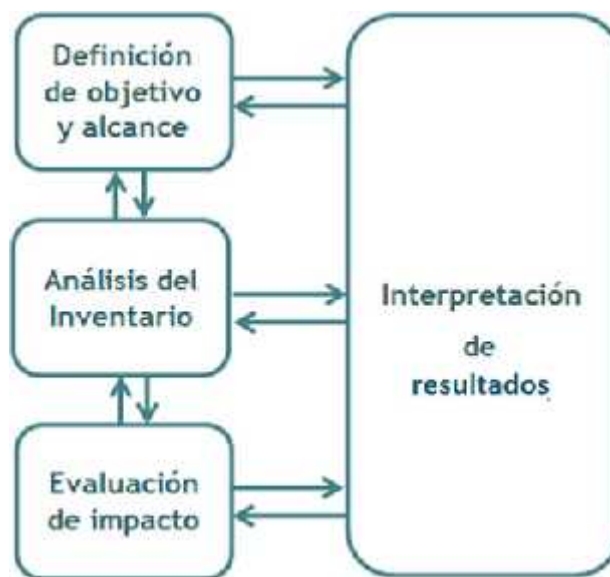 Definición
de objetivo
y alcance
Análisis del
Inventario
Evaluación
de impacto
Interpretación
de
resultados